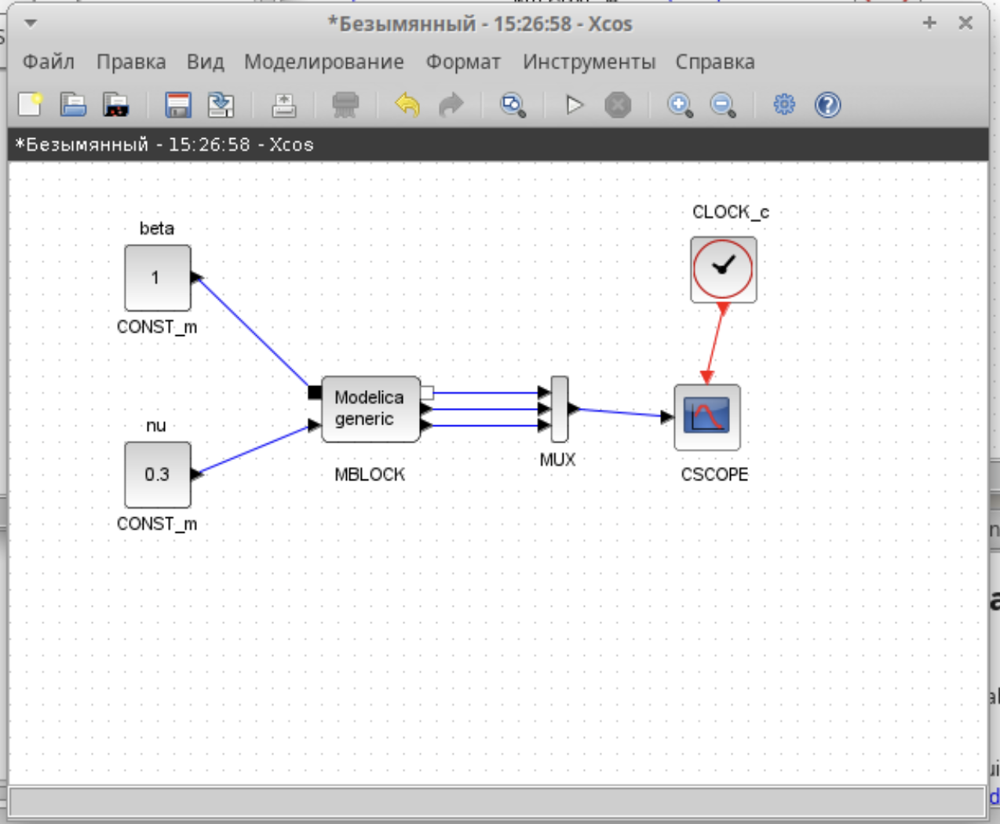 *Безымянный - 15:26:58 - Xcos
Файл Правка Вид Моделирование Формат Инструменты Справка
*Безымянный - 15:26:58 - Xcos
CLOCK_c
beta
1
CONST_m
Modelica
generic
nu
MUX
0.3
MBLOCK
CSCOPE
CONST_m